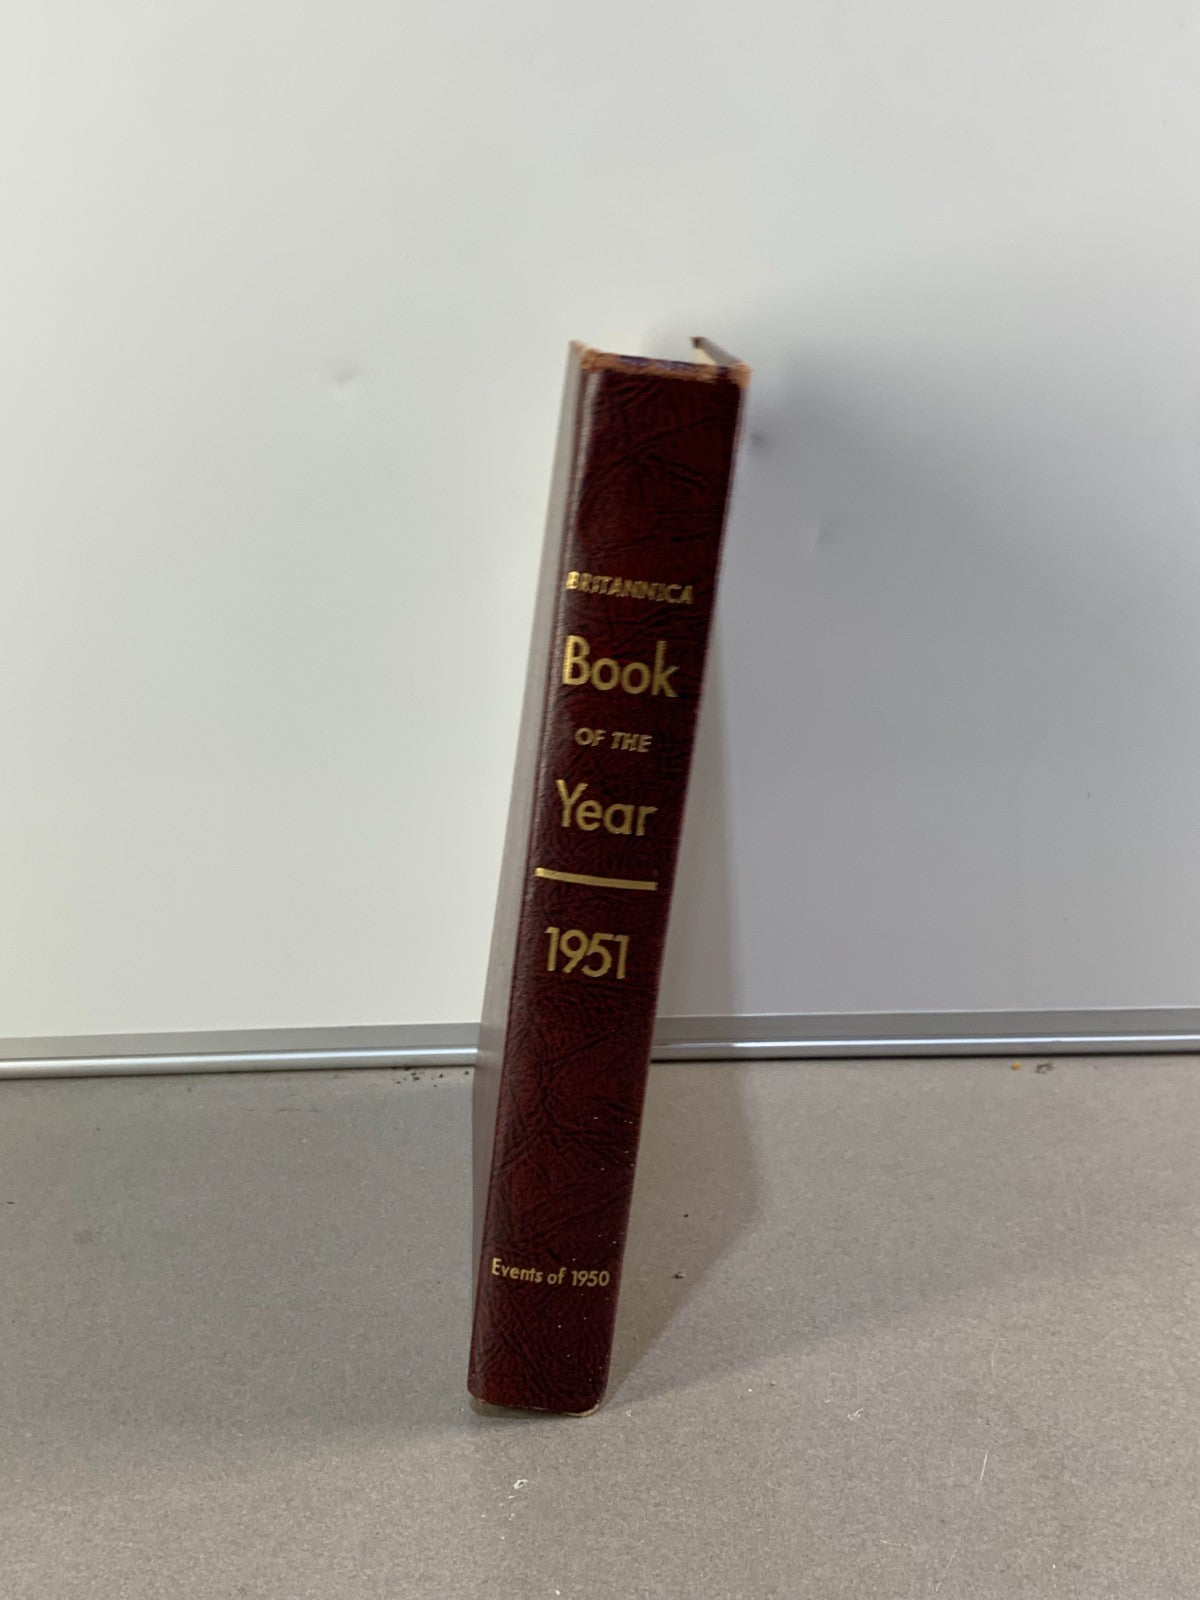 BRITANNICA
Book
OF THE
Year
1951
Events of 1950